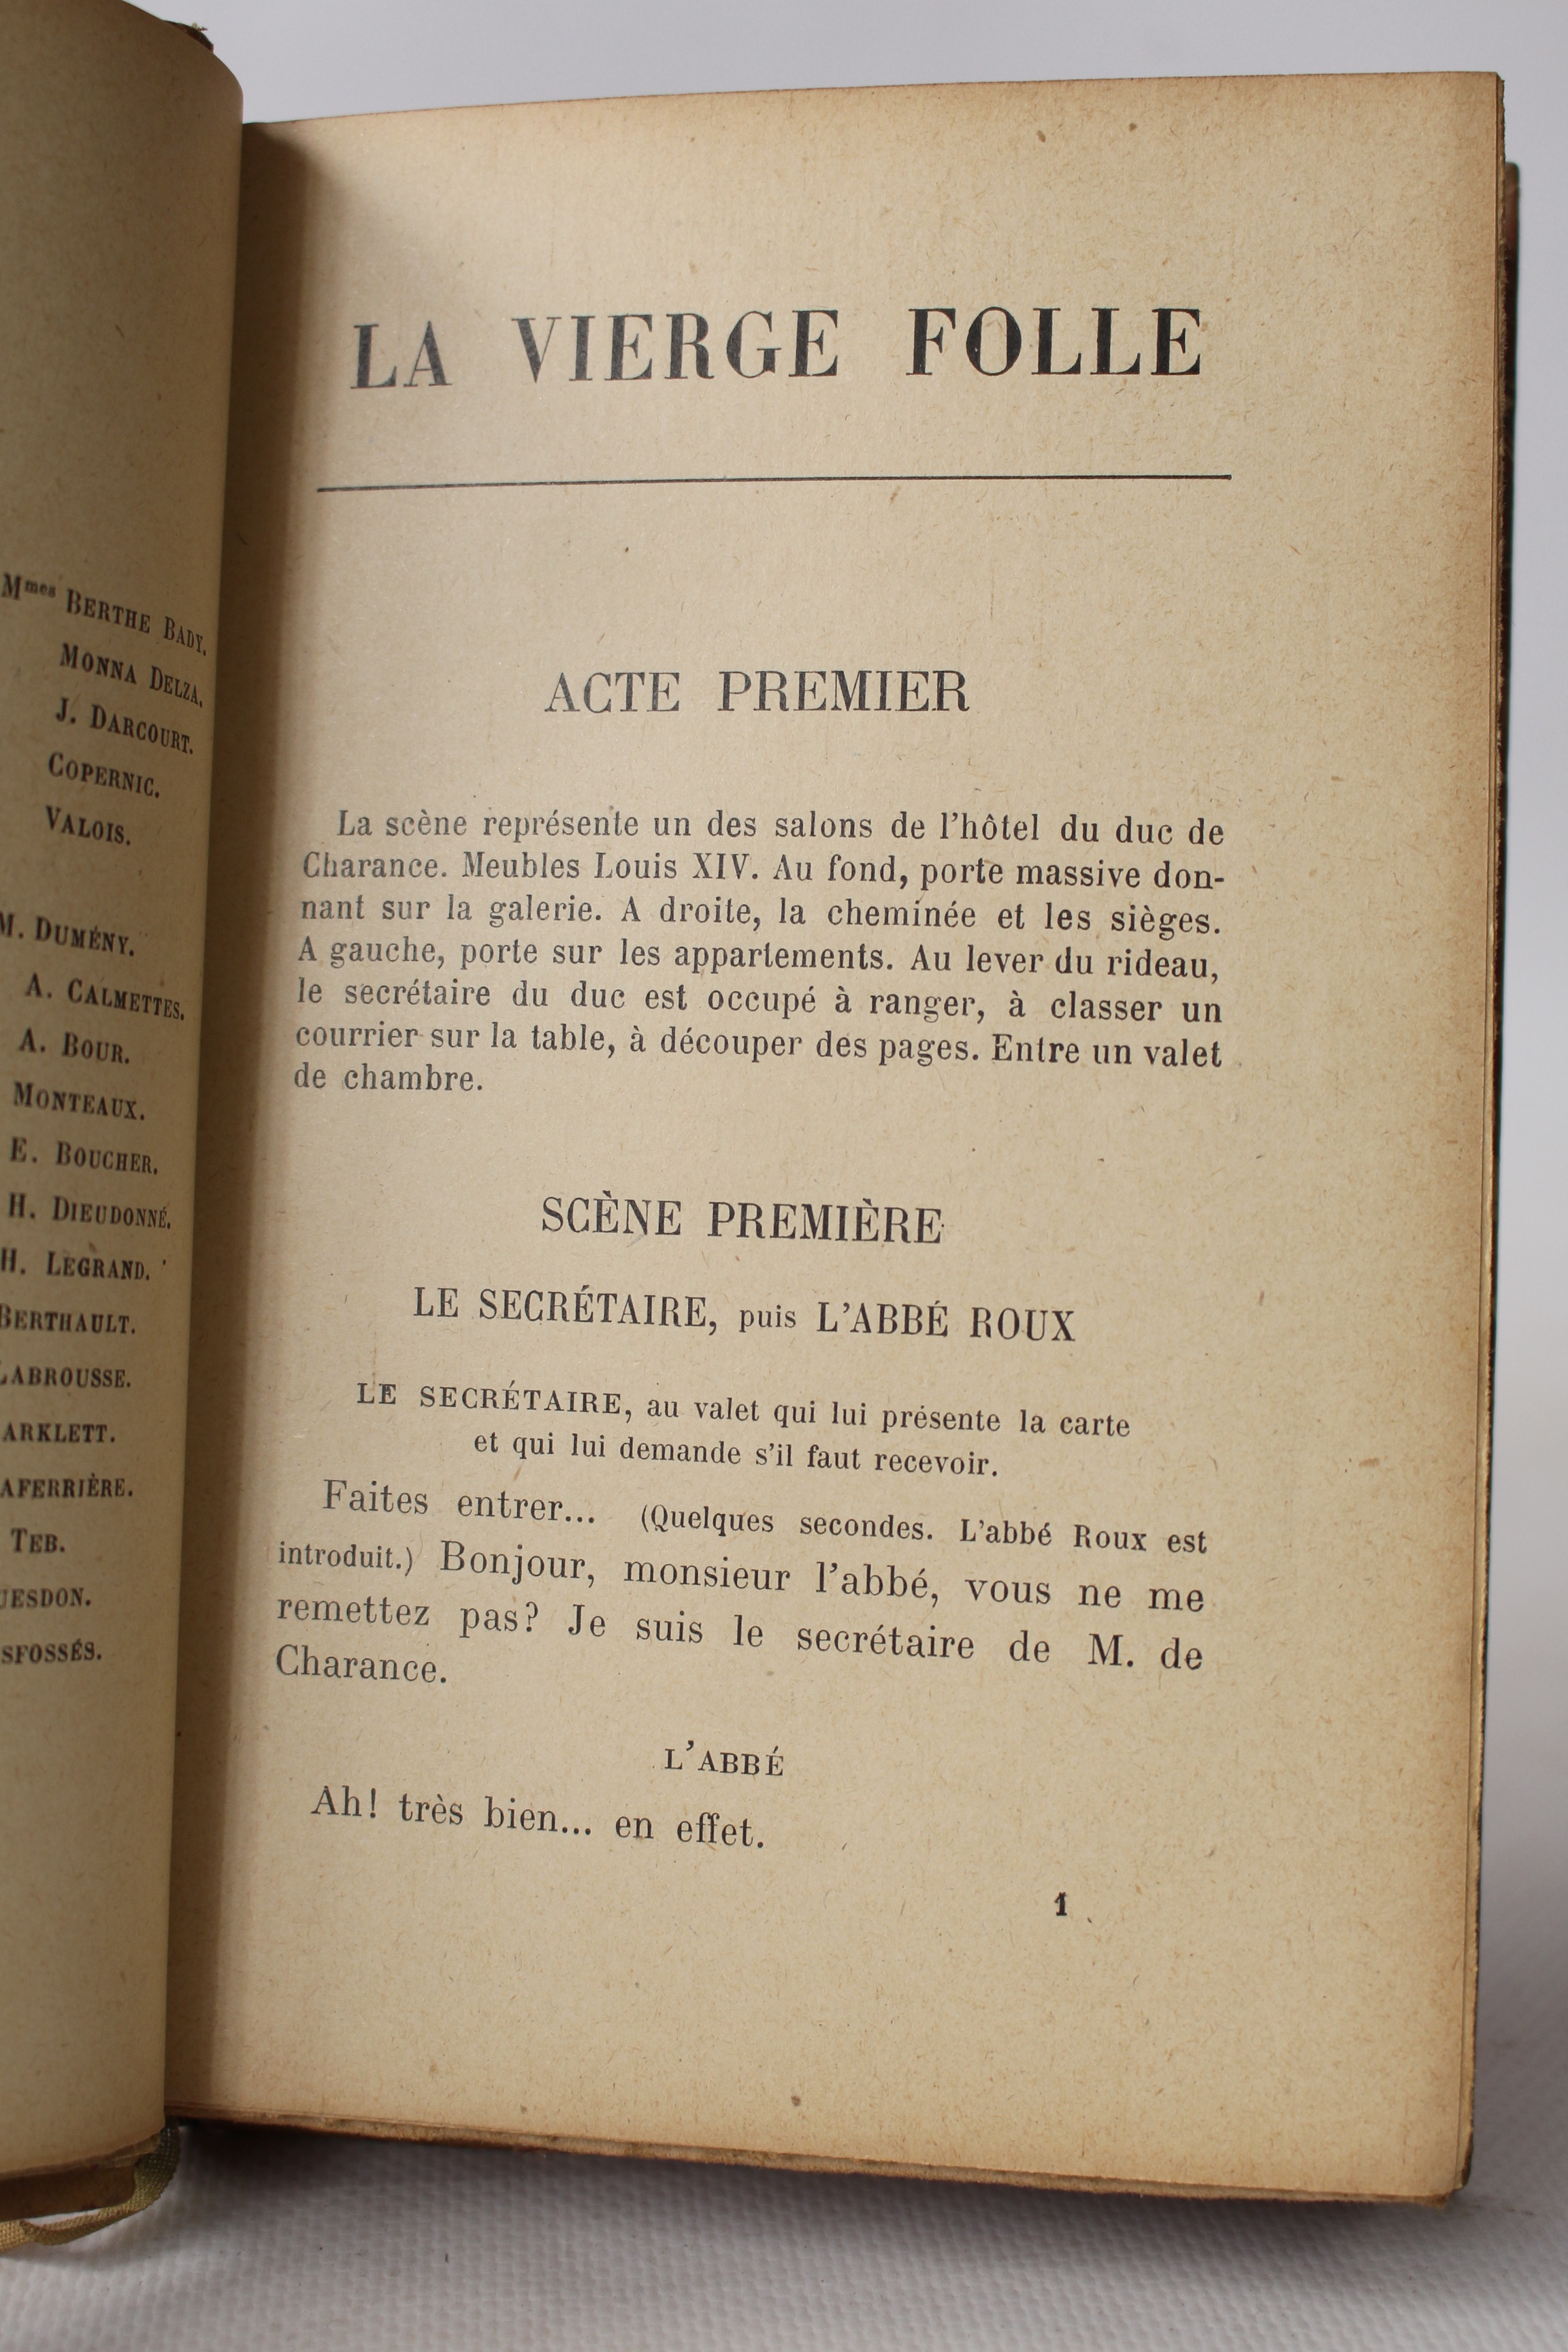 Mmes BERTHE BADY.
MONNA DELZA.
J. DARCOURT.
COPERNIC.
VALOIS.
M. DUMÉNY.
A. CALMETTES.
A. BOUR.
MONTEAUX.
E. BOUCHER.
H. DIEUDONNÉ.
H. LEGRAND.
BERTHAULT.
LABROUSSE.
TEB.
LA VIERGE FOLLE
ACTE PREMIER
La scène représente un des salons de l'hôtel du duc de
Charance. Meubles Louis XIV. Au fond, porte massive don-
nant sur la galerie. A droite, la cheminée et les sièges.
A gauche, porte sur les appartements. Au lever du rideau,
le secrétaire du duc est occupé à ranger, à classer un
courrier sur la table, à découper des pages. Entre un valet
de chambre.
SCÈNE PREMIÈRE
LE SECRÉTAIRE, puis L'ABBÉ ROUX
LE SECRÉTAIRE, au valet qui lui présente la carte
et qui lui demande s'il faut recevoir.
Faites entrer... (Quelques secondes. L'abbé Roux est
introduit.) Bonjour, monsieur l'abbé, vous ne me
remettez pas? Je suis le secrétaire de M. de
Charance.
L'ABBÉ
Ah! très bien... en effet.
1